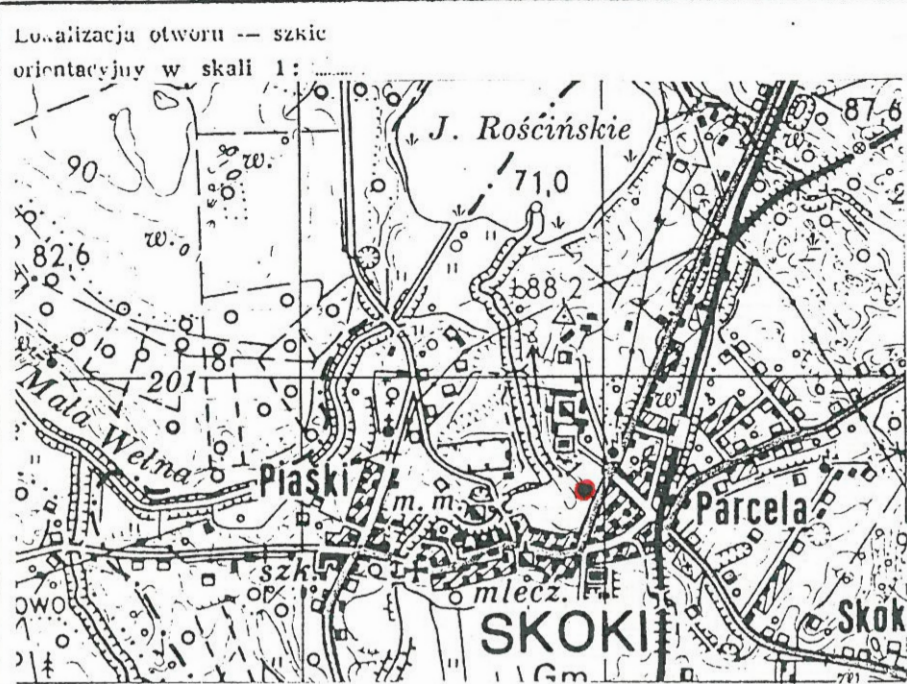 Lokalizacja otworu — szkic
orientacyjny w skali 1: ........
J. Rościńskie
87,6
w.
w
90
71,0
w.
82,6
88,2
201
w
Mała Wełna
Piaski
m. m.
Parcela
szk.
mlecz.
owo
SKOKI
Skok
Gm
w